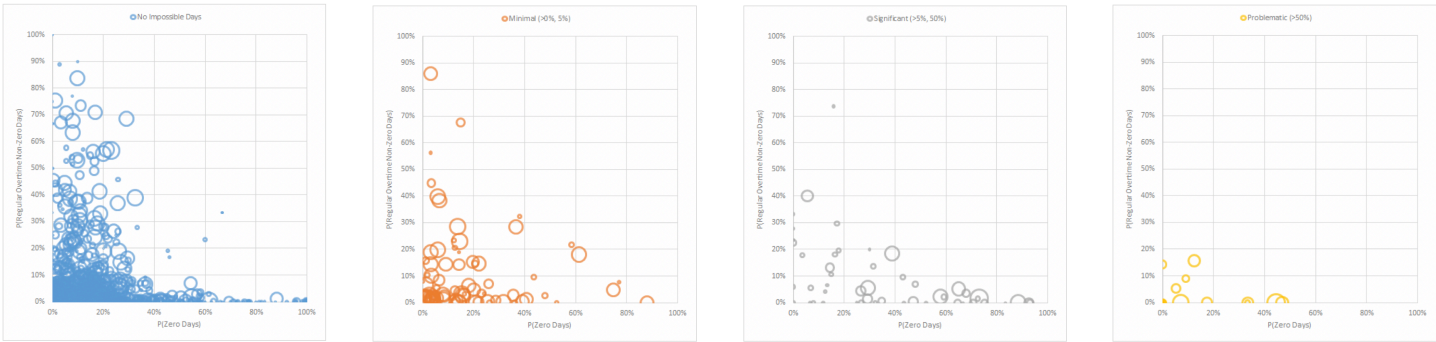 No Impossible Days
100%
90%
80%
70%
60%
50%
40%
30%
20%
10%
0%
P(Regular Overtime Non-Zero Days)
0% 20% 40% 60% 80% 100%
P(Zero Days)
Minimal (>0%, 5%)
100%
90%
80%
70%
60%
50%
40%
30%
20%
10%
0%
P(Regular Overtime Non-Zero Days)
0% 20% 40% 60% 80% 100%
P(Zero Days)
Significant (>5%, 50%)
100%
90%
80%
70%
60%
50%
40%
30%
20%
10%
0%
P(Regular Overtime Non-Zero Days)
0% 20% 40% 60% 80% 100%
P(Zero Days)
Problematic (>50%)
100%
90%
80%
70%
60%
50%
40%
30%
20%
10%
0%
P(Regular Overtime Non-Zero Days)
0% 20% 40% 60% 80% 100%
P(Zero Days)